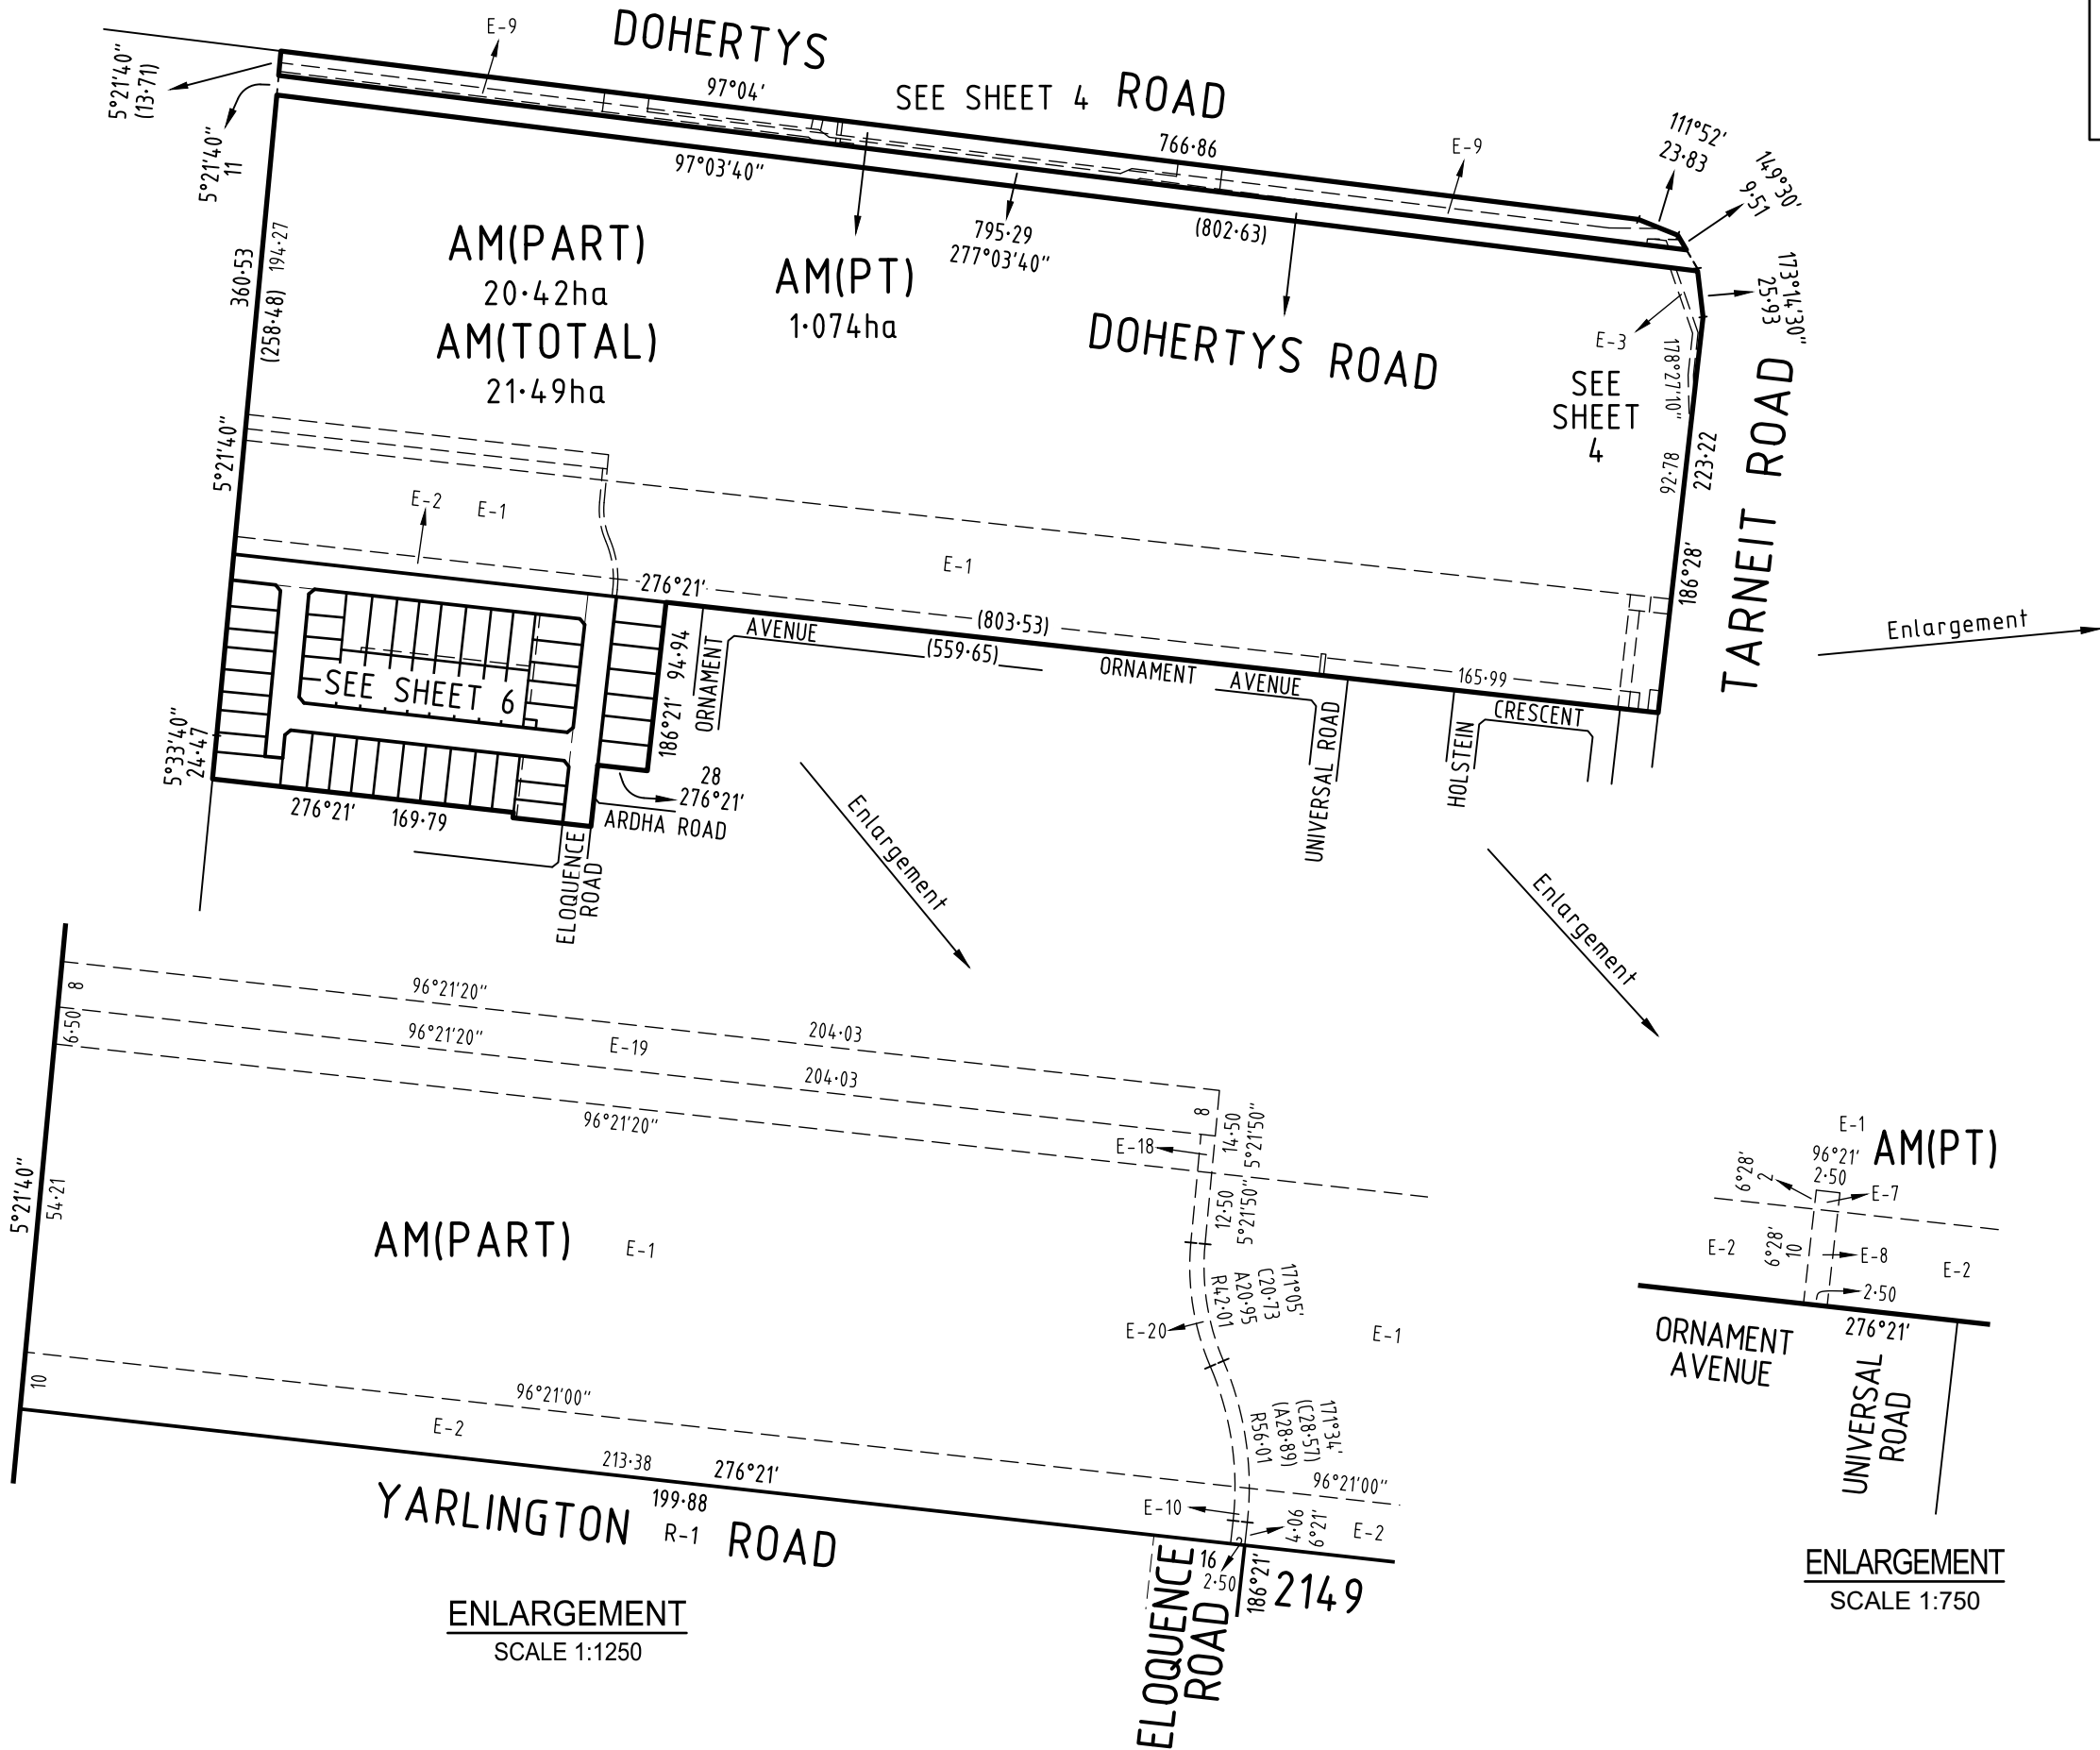 E-9
DOHERTYS
97°04'
SEE SHEET 4
ROAD
5°21'40"
(13·71)
5°21'40"
11
97°03'40"
766·86
E-9
111°52'
23·83
149°30'
9·51
795·29
277°03'40"
(802·63)
173°14'30"
25·93
360·53
(258·48)
194·27
AM(PART)
20·42ha
AM(TOTAL)
21·49ha
AM(PT)
1·074ha
DOHERTYS ROAD
E-3
SEE
SHEET
4
178°27'10"
92·78
223·22
186°28'
TARNEIT ROAD
5°21'40"
E-2
E-1
E-1
276°21'
(803·53)
(559·65)
165·99
AVENUE
ORNAMENT
ORNAMENT
AVENUE
UNIVERSAL ROAD
HOLSTEIN
CRESCENT
94·94
186°21'
SEE SHEET 6
5°33'40"
24·47
276°21'
169·79
28
276°21'
ARDHA ROAD
ELOQUENCE
ROAD
Enlargement
Enlargement
Enlargement
8
96°21'20"
204·03
6·50
96°21'20"
E-19
204·03
96°21'20"
8
14·50
5°21'50"
E-18
12·50
5°21'50"
5°21'40"
54·21
AM(PART)
E-1
171°05'
C20·73
A20·95
R42·01
E-20
E-1
171°34'
(C28·57)
(A28·89)
R56·01
10
96°21'00"
E-2
213·38
276°21'
199·88
96°21'00"
E-10
4·06
6°21'
E-2
YARLINGTON
R-1
ROAD
16
2·50
186°21'
2149
ELOQUENCE
ROAD
ENLARGEMENT
SCALE 1:1250
E-1
AM(PT)
96°21'
2·50
6°28'
2
E-7
E-2
6°28'
10
E-8
E-2
2·50
276°21'
ORNAMENT
AVENUE
UNIVERSAL
ROAD
ENLARGEMENT
SCALE 1:750